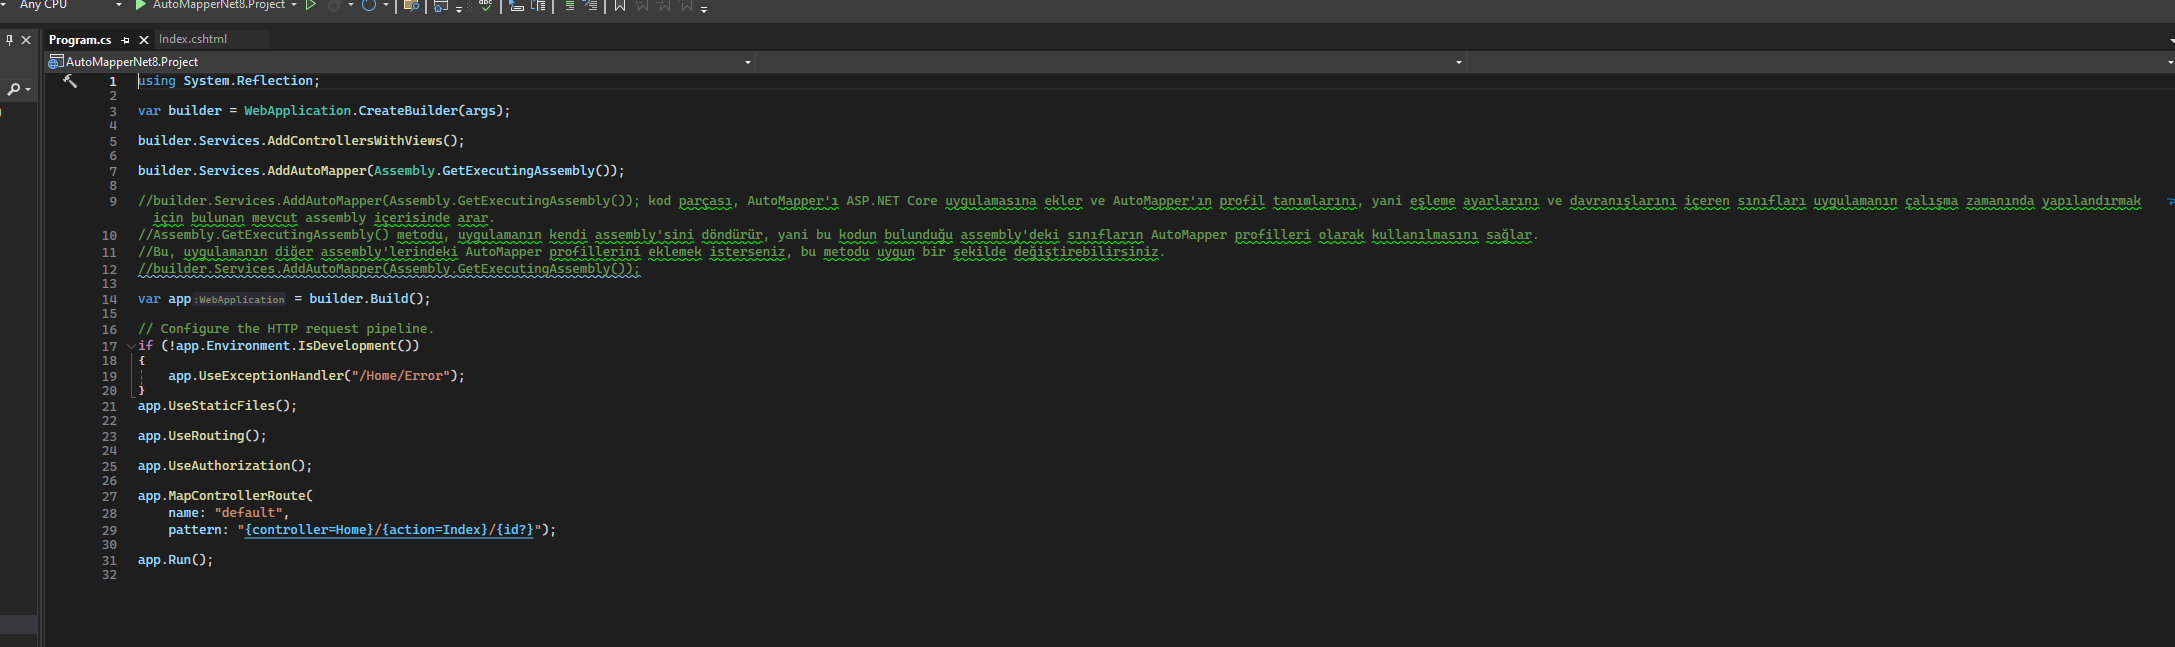 Any CPU
AutoMapperNet8.Project
Program.cs
Index.cshtml
AutoMapperNet8.Project
1 using System.Reflection;
2
3 var builder = WebApplication.CreateBuilder(args);
4
5 builder.Services.AddControllersWithViews();
6
7 builder.Services.AddAutoMapper(Assembly.GetExecutingAssembly());
8
9 //builder.Services.AddAutoMapper(Assembly.GetExecutingAssembly()); kod parçası, AutoMapper'ı ASP.NET Core uygulamasına ekler ve AutoMapper'ın profil tanımlarını, yani eşleme ayarlarını ve davranışlarını içeren sınıfları uygulamanın çalışma zamanında yapılandırmak
için bulunan mevcut assembly içerisinde arar.
10 //Assembly.GetExecutingAssembly() metodu, uygulamanın kendi assembly'sini döndürür, yani bu kodun bulunduğu assembly'deki sınıfların AutoMapper profilleri olarak kullanılmasını sağlar.
11 //Bu, uygulamanın diğer assembly'lerindeki AutoMapper profillerini eklemek isterseniz, bu metodu uygun bir şekilde değiştirebilirsiniz.
12 //builder.Services.AddAutoMapper(Assembly.GetExecutingAssembly());
13
14 var app:WebApplication = builder.Build();
15
16 // Configure the HTTP request pipeline.
17 if (!app.Environment.IsDevelopment())
18 {
19 app.UseExceptionHandler("/Home/Error");
20 }
21 app.UseStaticFiles();
22
23 app.UseRouting();
24
25 app.UseAuthorization();
26
27 app.MapControllerRoute(
28 name: "default",
29 pattern: "{controller=Home}/{action=Index}/{id?}");
30
31 app.Run();
32